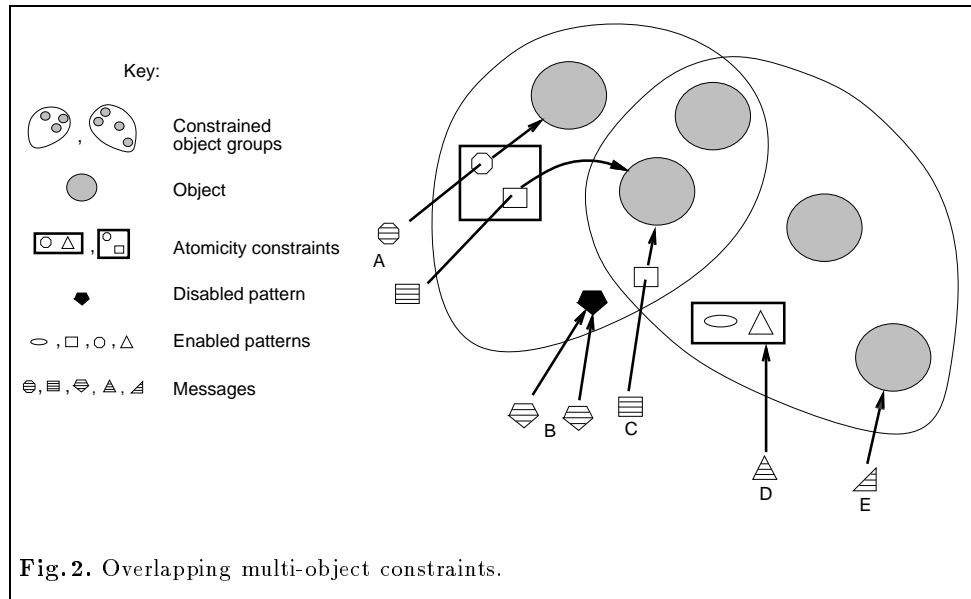 Key:
,
Constrained
object groups
Object
,
Atomicity constraints
Disabled pattern
, , ,
Enabled patterns
, , , ,
Messages
A
B
C
D
E
Fig. 2. Overlapping multi-object constraints.